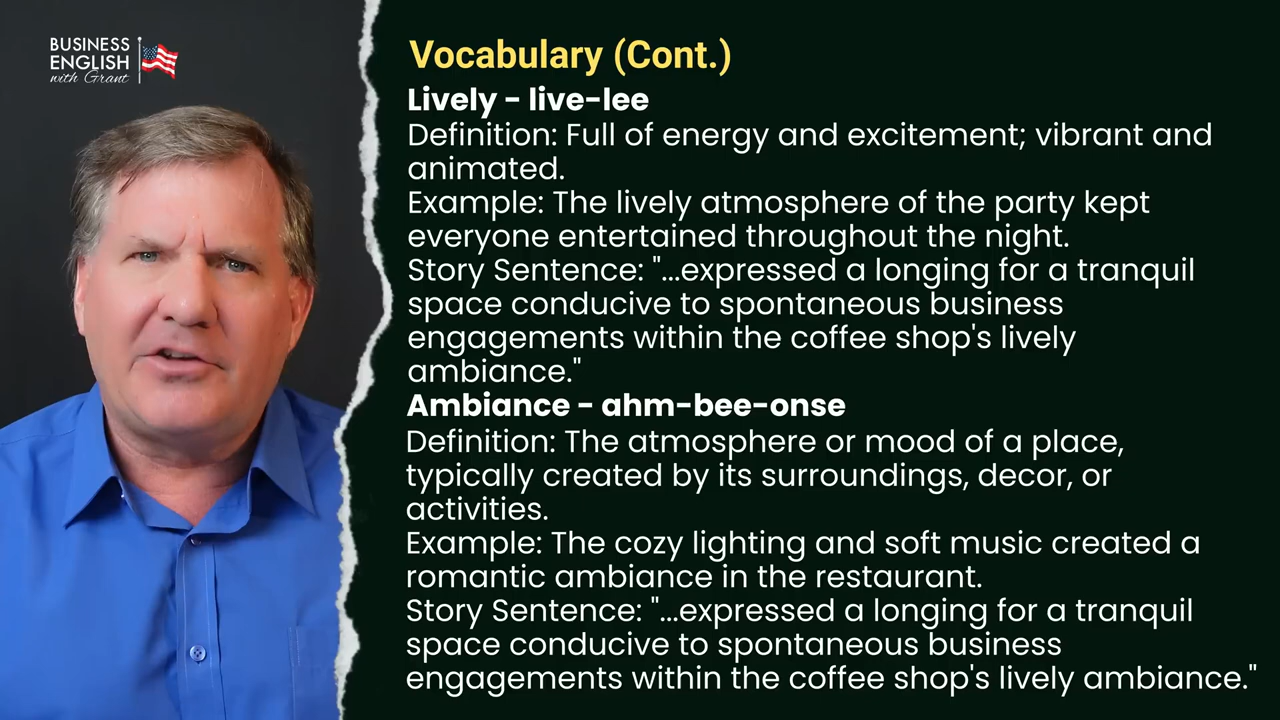 BUSINESS
ENGLISH
with Grant
Vocabulary (Cont.)
Lively - live-lee
Definition: Full of energy and excitement; vibrant and
animated.
Example: The lively atmosphere of the party kept
everyone entertained throughout the night.
Story Sentence: "...expressed a longing for a tranquil
space conducive to spontaneous business
engagements within the coffee shop's lively
ambiance."
Ambiance - ahm-bee-onse
Definition: The atmosphere or mood of a place,
typically created by its surroundings, decor, or
activities.
Example: The cozy lighting and soft music created a
romantic ambiance in the restaurant.
Story Sentence: "...expressed a longing for a tranquil
space conducive to spontaneous business
engagements within the coffee shop's lively ambiance."